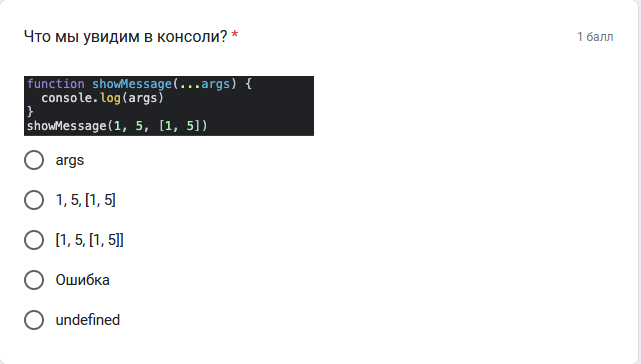 Что мы увидим в консоли? *
1 балл
function showMessage(...args) {
  console.log(args)
}
showMessage(1, 5, [1, 5])
args
1, 5, [1, 5]
[1, 5, [1, 5]]
Ошибка
undefined